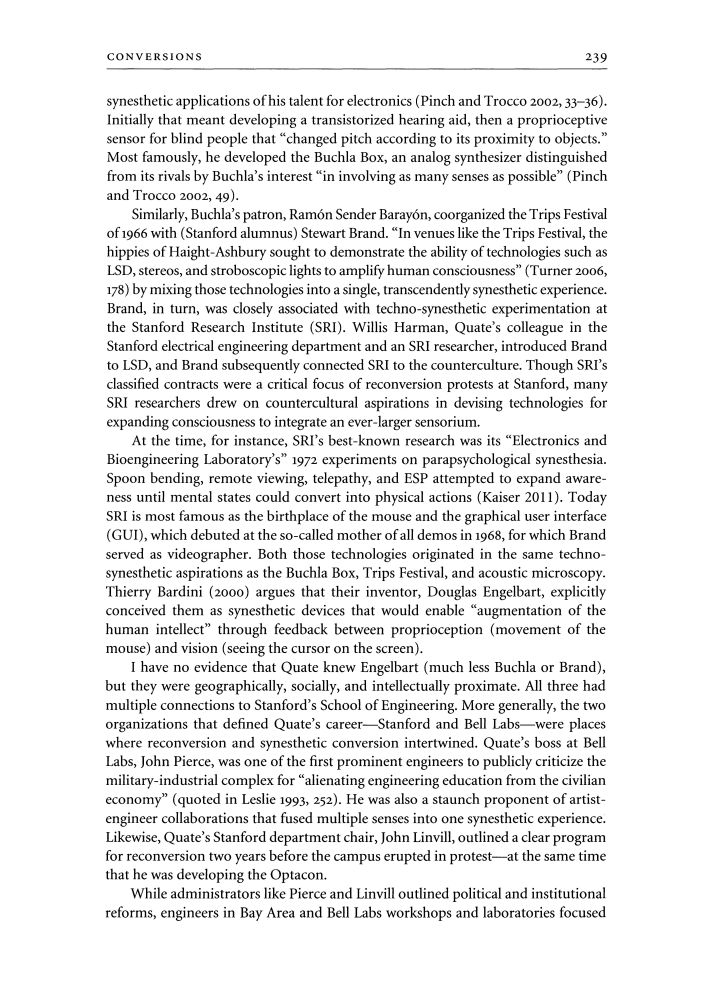 CONVERSIONS 239
synesthetic applications of his talent for electronics (Pinch and Trocco 2002, 33–36).
Initially that meant developing a transistorized hearing aid, then a proprioceptive
sensor for blind people that “changed pitch according to its proximity to objects.”
Most famously, he developed the Buchla Box, an analog synthesizer distinguished
from its rivals by Buchla’s interest “in involving as many senses as possible” (Pinch
and Trocco 2002, 49).
Similarly, Buchla’s patron, Ramón Sender Barayón, coorganized the Trips Festival
of 1966 with (Stanford alumnus) Stewart Brand. “In venues like the Trips Festival, the
hippies of Haight-Ashbury sought to demonstrate the ability of technologies such as
LSD, stereos, and stroboscopic lights to amplify human consciousness” (Turner 2006,
178) by mixing those technologies into a single, transcendently synesthetic experience.
Brand, in turn, was closely associated with techno-synesthetic experimentation at
the Stanford Research Institute (SRI). Willis Harman, Quate’s colleague in the
Stanford electrical engineering department and an SRI researcher, introduced Brand
to LSD, and Brand subsequently connected SRI to the counterculture. Though SRI’s
classified contracts were a critical focus of reconversion protests at Stanford, many
SRI researchers drew on countercultural aspirations in devising technologies for
expanding consciousness to integrate an ever-larger sensorium.
At the time, for instance, SRI’s best-known research was its “Electronics and
Bioengineering Laboratory’s” 1972 experiments on parapsychological synesthesia.
Spoon bending, remote viewing, telepathy, and ESP attempted to expand aware-
ness until mental states could convert into physical actions (Kaiser 2011). Today
SRI is most famous as the birthplace of the mouse and the graphical user interface
(GUI), which debuted at the so-called mother of all demos in 1968, for which Brand
served as videographer. Both those technologies originated in the same techno-
synesthetic aspirations as the Buchla Box, Trips Festival, and acoustic microscopy.
Thierry Bardini (2000) argues that their inventor, Douglas Engelbart, explicitly
conceived them as synesthetic devices that would enable “augmentation of the
human intellect” through feedback between proprioception (movement of the
mouse) and vision (seeing the cursor on the screen).
I have no evidence that Quate knew Engelbart (much less Buchla or Brand),
but they were geographically, socially, and intellectually proximate. All three had
multiple connections to Stanford’s School of Engineering. More generally, the two
organizations that defined Quate’s career—Stanford and Bell Labs—were places
where reconversion and synesthetic conversion intertwined. Quate’s boss at Bell
Labs, John Pierce, was one of the first prominent engineers to publicly criticize the
military-industrial complex for “alienating engineering education from the civilian
economy” (quoted in Leslie 1993, 252). He was also a staunch proponent of artist-
engineer collaborations that fused multiple senses into one synesthetic experience.
Likewise, Quate’s Stanford department chair, John Linvill, outlined a clear program
for reconversion two years before the campus erupted in protest—at the same time
that he was developing the Optacon.
While administrators like Pierce and Linvill outlined political and institutional
reforms, engineers in Bay Area and Bell Labs workshops and laboratories focused